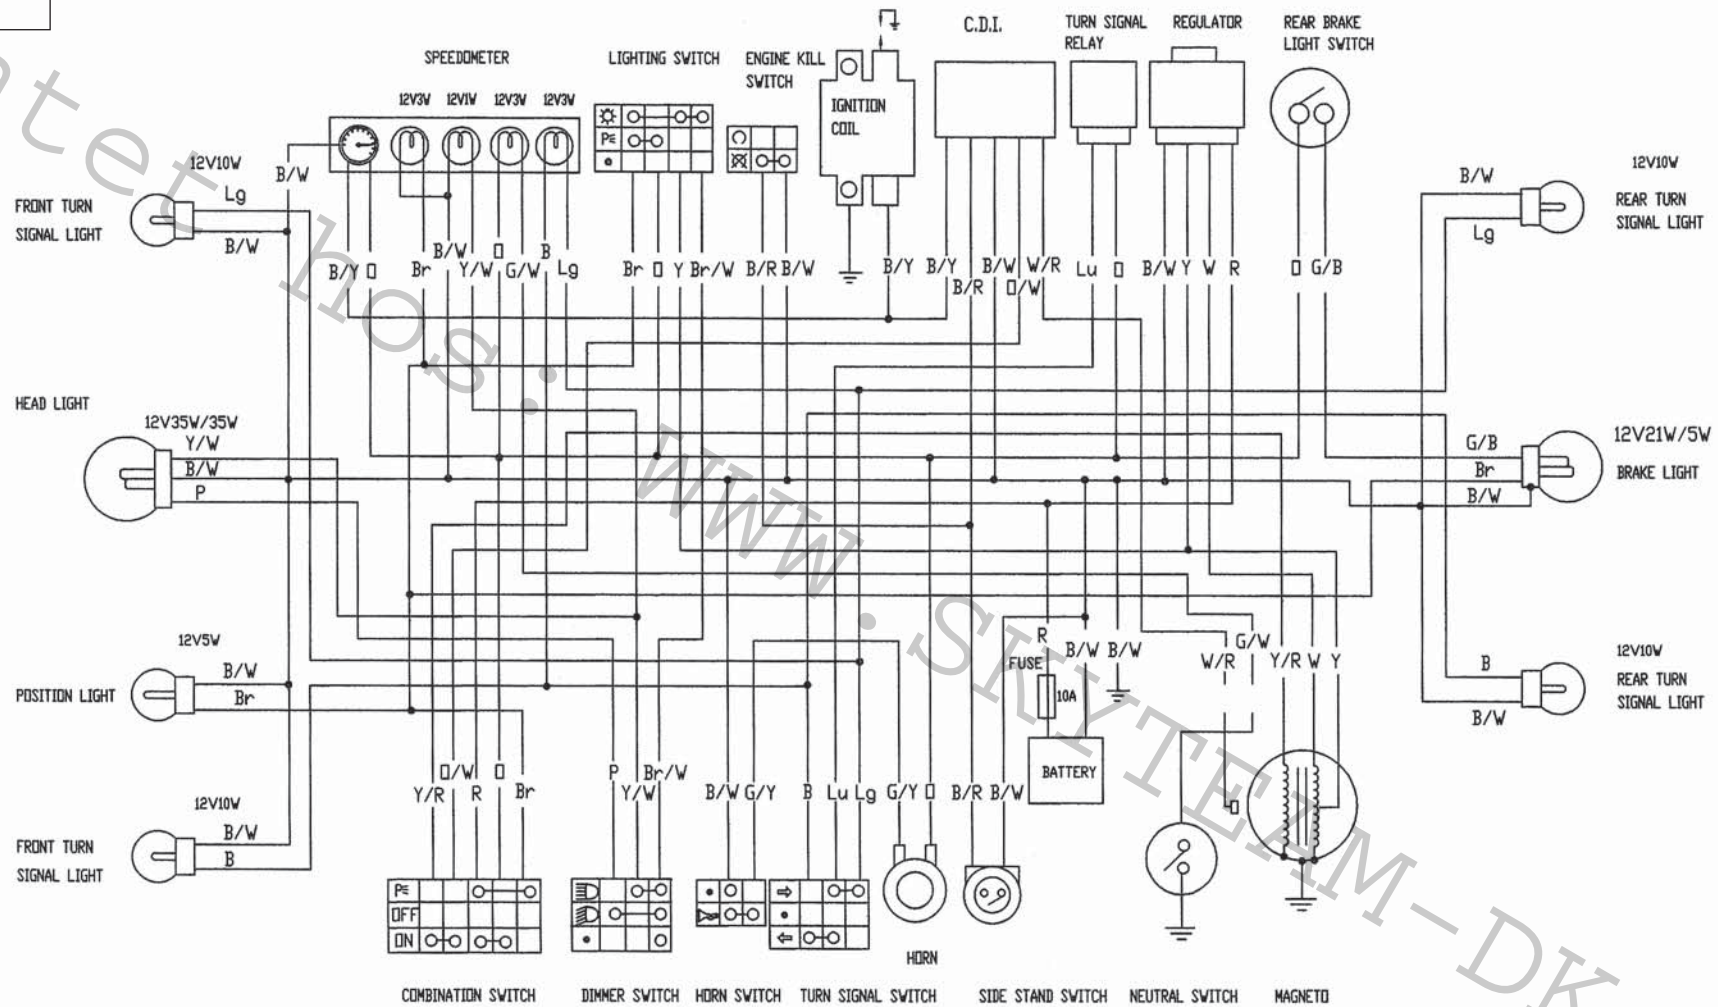 C.D.I.
TURN SIGNAL
RELAY
REGULATOR
REAR BRAKE
LIGHT SWITCH
SPEEDOMETER
LIGHTING SWITCH
ENGINE KILL
SWITCH
12V3W 12V1W 12V3W 12V3W
IGNITION
COIL
P
B/W
12V10W
Lg
FRONT TURN
SIGNAL LIGHT
B/W
12V10W
B/W
REAR TURN
SIGNAL LIGHT
Lg
B/Y O Br B/W Y/W O G/W B Lg
Br O Y Br/W B/R B/W
B/Y B/Y B/R B/W O/W W/R
Lu O B/W Y W R O G/B
HEAD LIGHT
12V35W/35W
Y/W
B/W
P
12V21W/5W
G/B
Br
BRAKE LIGHT
B/W
R
FUSE
10A
B/W B/W
W/R G/W Y/R W Y
BATTERY
12V5W
B/W
POSITION LIGHT
Br
12V10W
B
REAR TURN
SIGNAL LIGHT
B/W
Y/R O/W R O Br
P Y/W Br/W
B/W G/Y
B Lu Lg G/Y O B/R B/W
12V10W
B/W
FRONT TURN
SIGNAL LIGHT
B
P
OFF
ON
HORN
COMBINATION SWITCH
DIMMER SWITCH
HORN SWITCH
TURN SIGNAL SWITCH
SIDE STAND SWITCH
NEUTRAL SWITCH
MAGNETO
ntet hos: WWW.SKYTEAM-DK